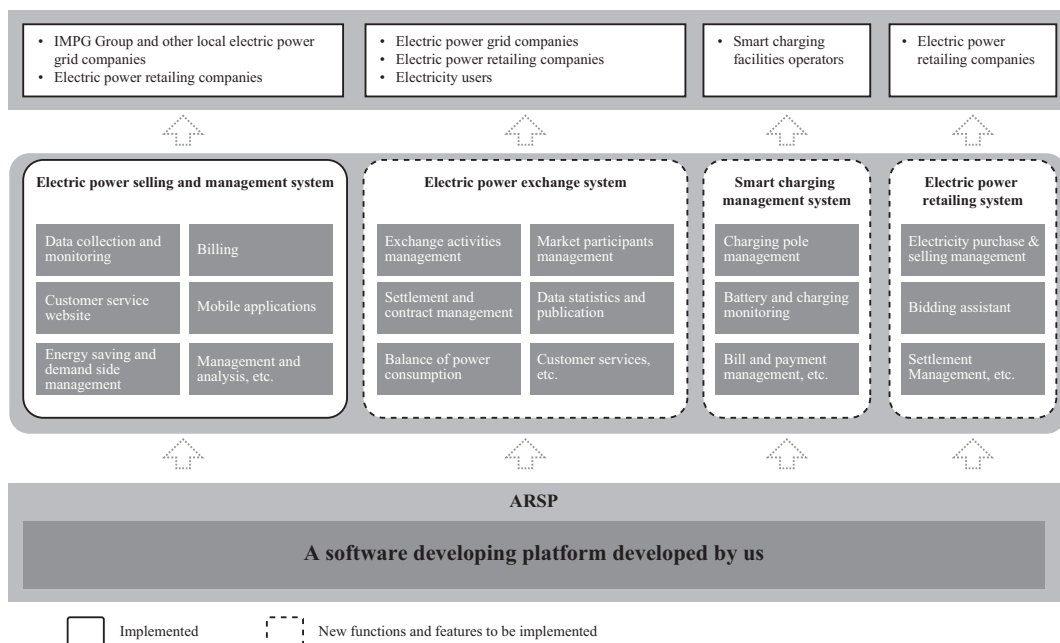 • IMPG Group and other local electric power
grid companies
• Electric power retailing companies
• Electric power grid companies
• Electric power retailing companies
• Electricity users
• Smart charging
facilities operators
• Electric power
retailing companies
Electric power selling and management system
Data collection and
monitoring
Billing
Customer service
website
Mobile applications
Energy saving and
demand side
management
Management and
analysis, etc.
Electric power exchange system
Exchange activities
management
Market participants
management
Settlement and
contract management
Data statistics and
publication
Balance of power
consumption
Customer services,
etc.
Smart charging
management system
Charging pole
management
Battery and charging
monitoring
Bill and payment
management, etc.
Electric power
retailing system
Electricity purchase &
selling management
Bidding assistant
Settlement
Management, etc.
ARSP
A software developing platform developed by us
Implemented
New functions and features to be implemented